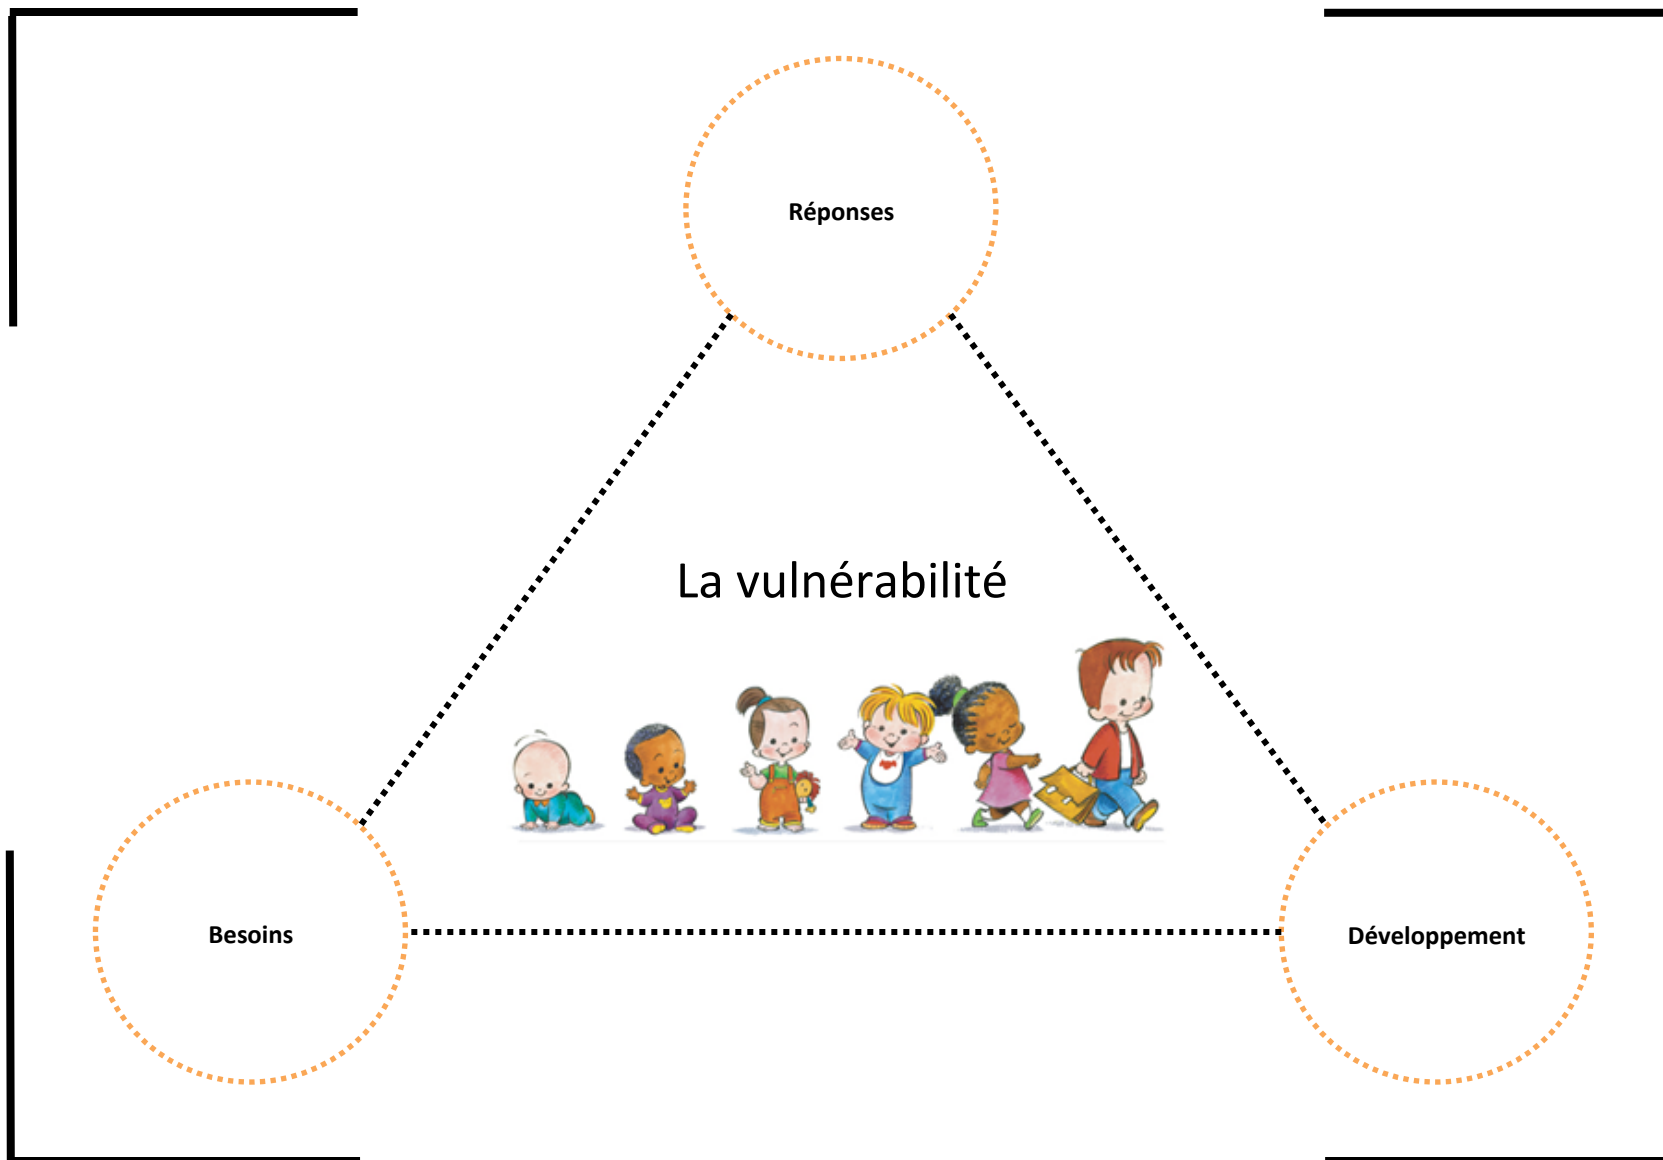 Réponses
La vulnérabilité
Besoins
Développement